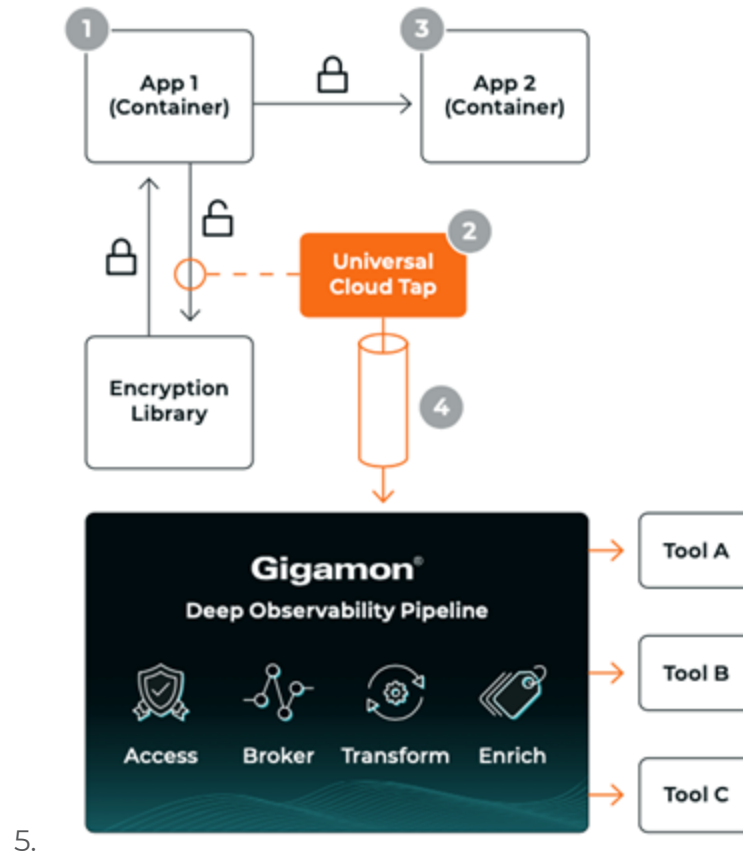 1
App 1
(Container)
3
App 2
(Container)
2
Universal
Cloud Tap
Encryption
Library
4
Gigamon®
Deep Observability Pipeline
Access
Broker
Transform
Enrich
Tool A
Tool B
Tool C
5.